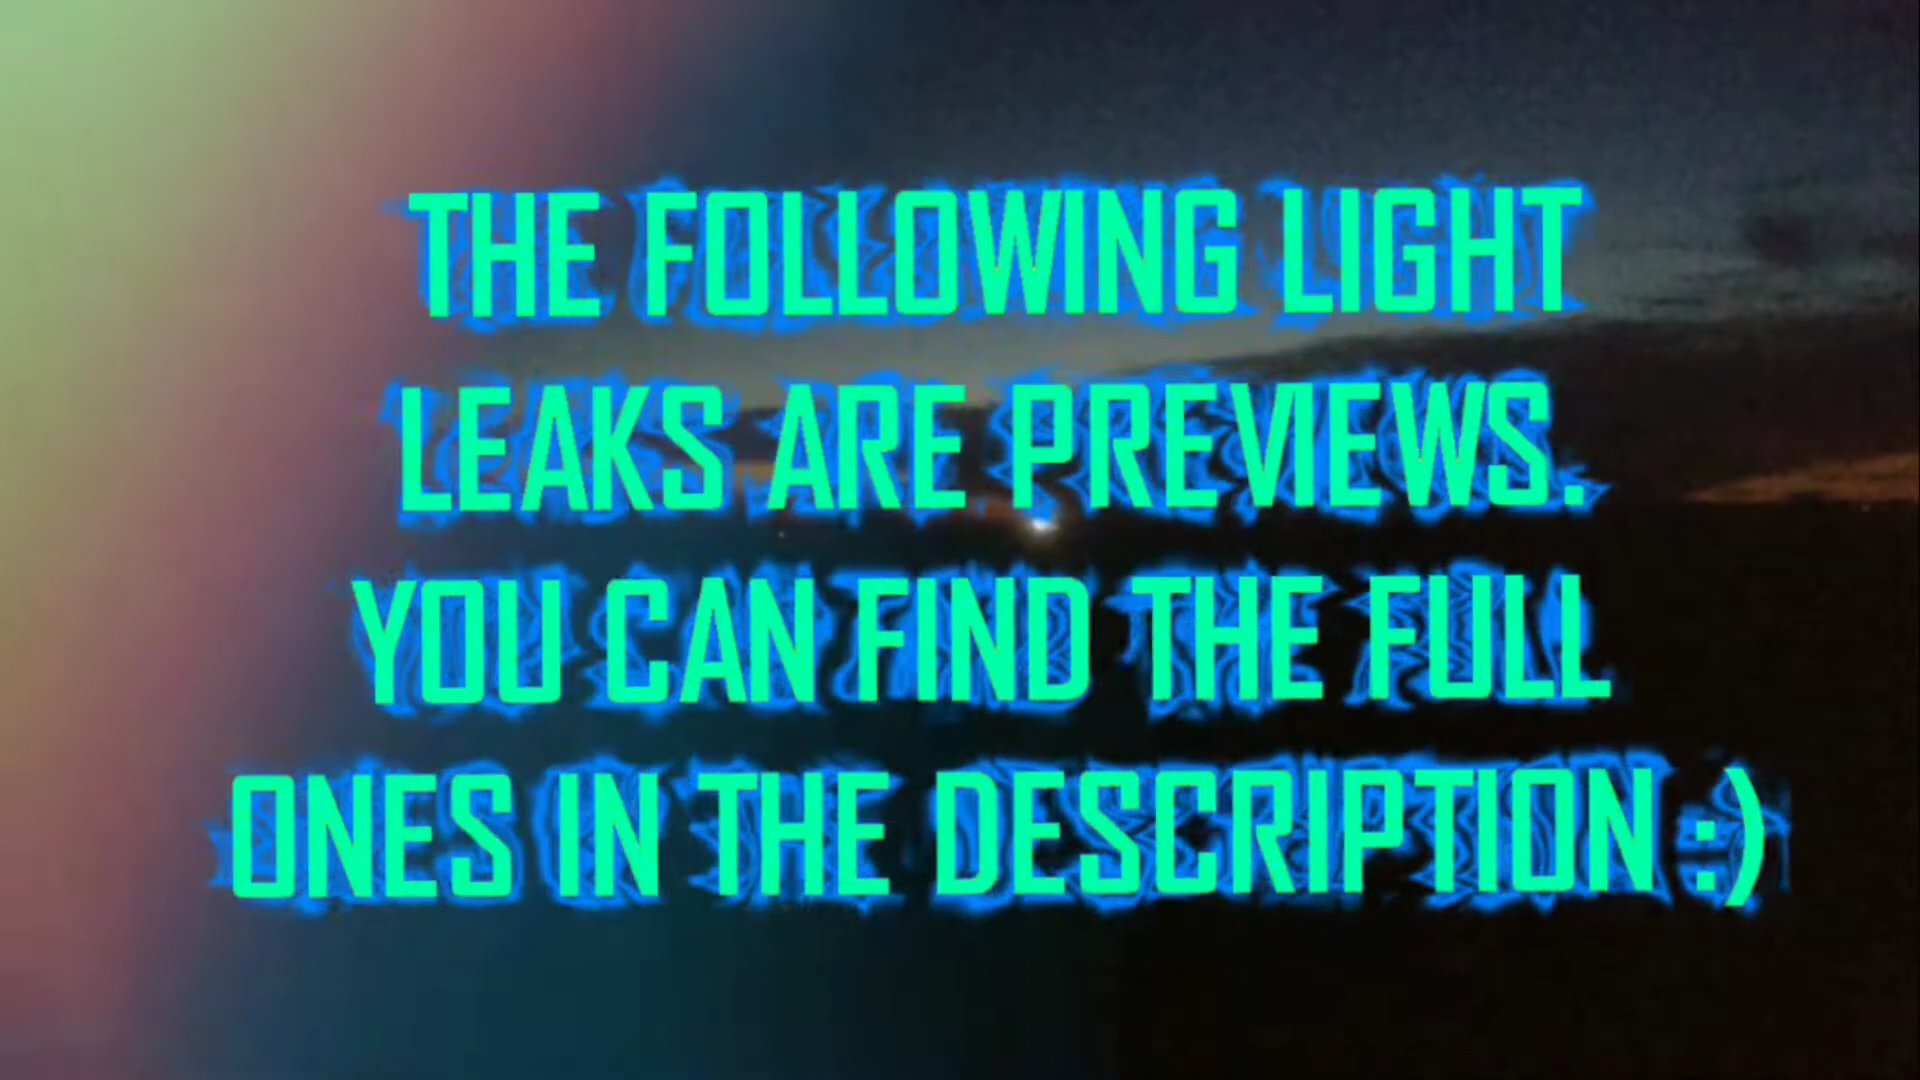 THE FOLLOWING LIGHT
LEAKS ARE PREVIEWS.
YOU CAN FIND THE FULL
ONES IN THE DESCRIPTION :)